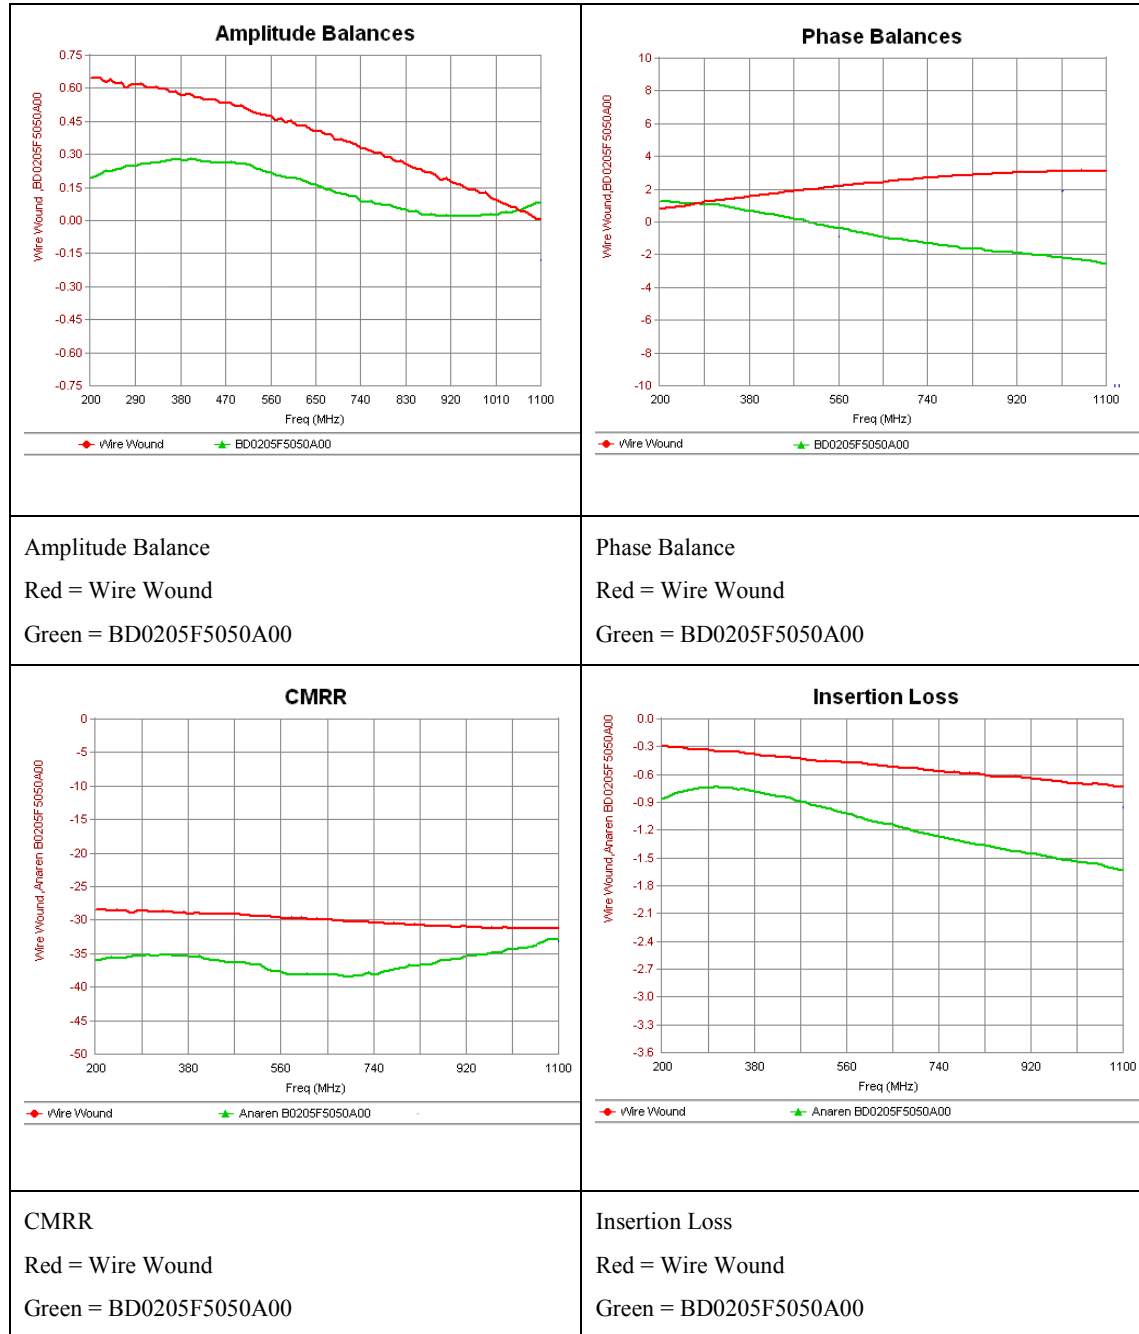 Amplitude Balances
0.75
0.60
0.45
0.30
0.15
0.00
-0.15
-0.30
-0.45
-0.60
-0.75
Wire Wound ,BD0205F5050A00
200 290 380 470 560 650 740 830 920 1010 1100
Freq (MHz)
Wire Wound BD0205F5050A00
Phase Balances
10
8
6
4
2
0
-2
-4
-6
-8
-10
Wire Wound,BD0205F5050A00
200 380 560 740 920 1100
Freq (MHz)
Wire Wound BD0205F5050A00
Amplitude Balance
Red = Wire Wound
Green = BD0205F5050A00
Phase Balance
Red = Wire Wound
Green = BD0205F5050A00
CMRR
0
-5
-10
-15
-20
-25
-30
-35
-40
-45
-50
Wire Wound,Anaren B0205F5050A00
200 380 560 740 920 1100
Freq (MHz)
Wire Wound Anaren B0205F5050A00
Insertion Loss
0.0
-0.3
-0.6
-0.9
-1.2
-1.5
-1.8
-2.1
-2.4
-2.7
-3.0
-3.3
-3.6
Wire Wound,Anaren BD0205F5050A00
200 380 560 740 920 1100
Freq (MHz)
Wire Wound Anaren BD0205F5050A00
CMRR
Red = Wire Wound
Green = BD0205F5050A00
Insertion Loss
Red = Wire Wound
Green = BD0205F5050A00